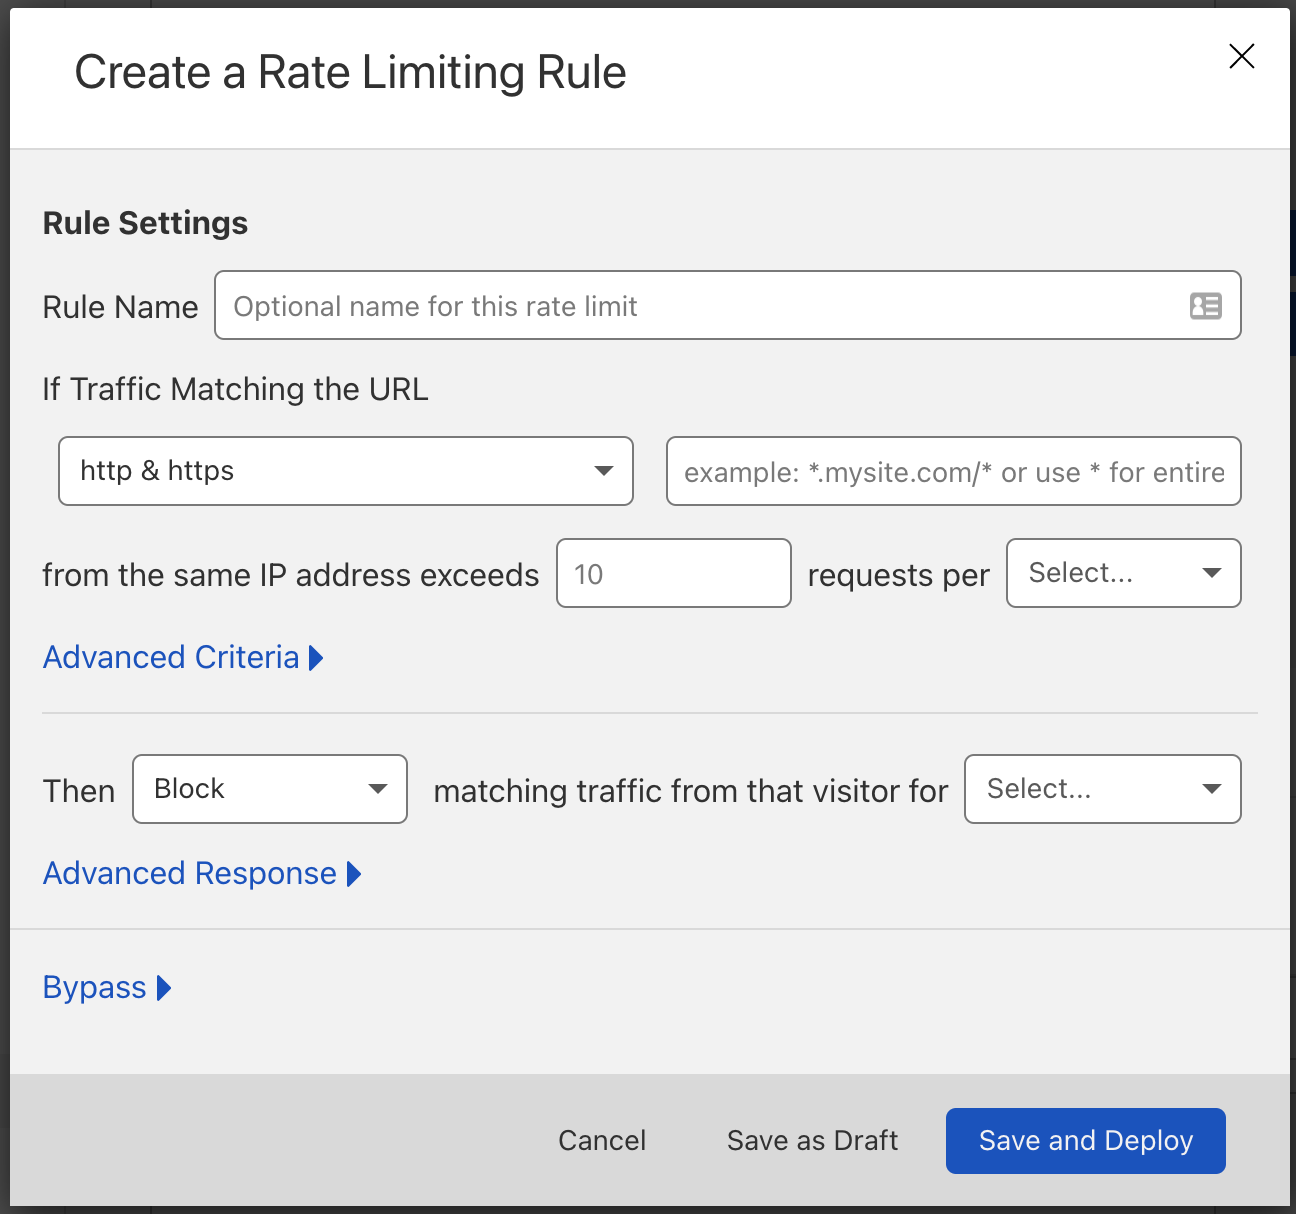 Create a Rate Limiting Rule
Rule Settings
Rule Name Optional name for this rate limit
If Traffic Matching the URL
http & https example: *.mysite.com/* or use * for entire
from the same IP address exceeds 10 requests per Select...
Advanced Criteria
Then Block matching traffic from that visitor for Select...
Advanced Response
Bypass
Cancel Save as Draft Save and Deploy